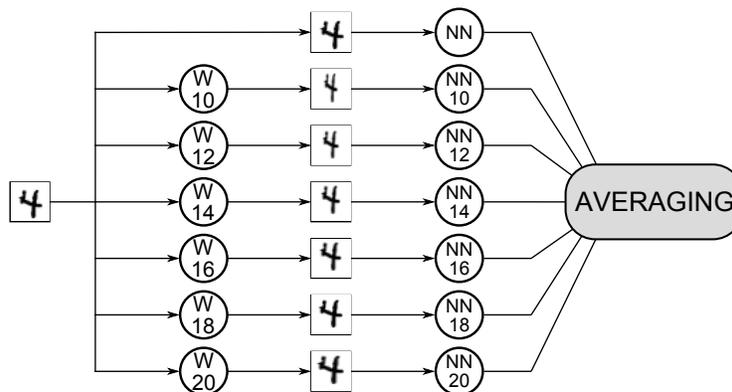 4 NN
W 4 NN
10 10
W 4 NN
12 12
4 W 4 NN AVERAGING
14 14
W 4 NN
16 16
W 4 NN
18 18
4
W NN
20 20